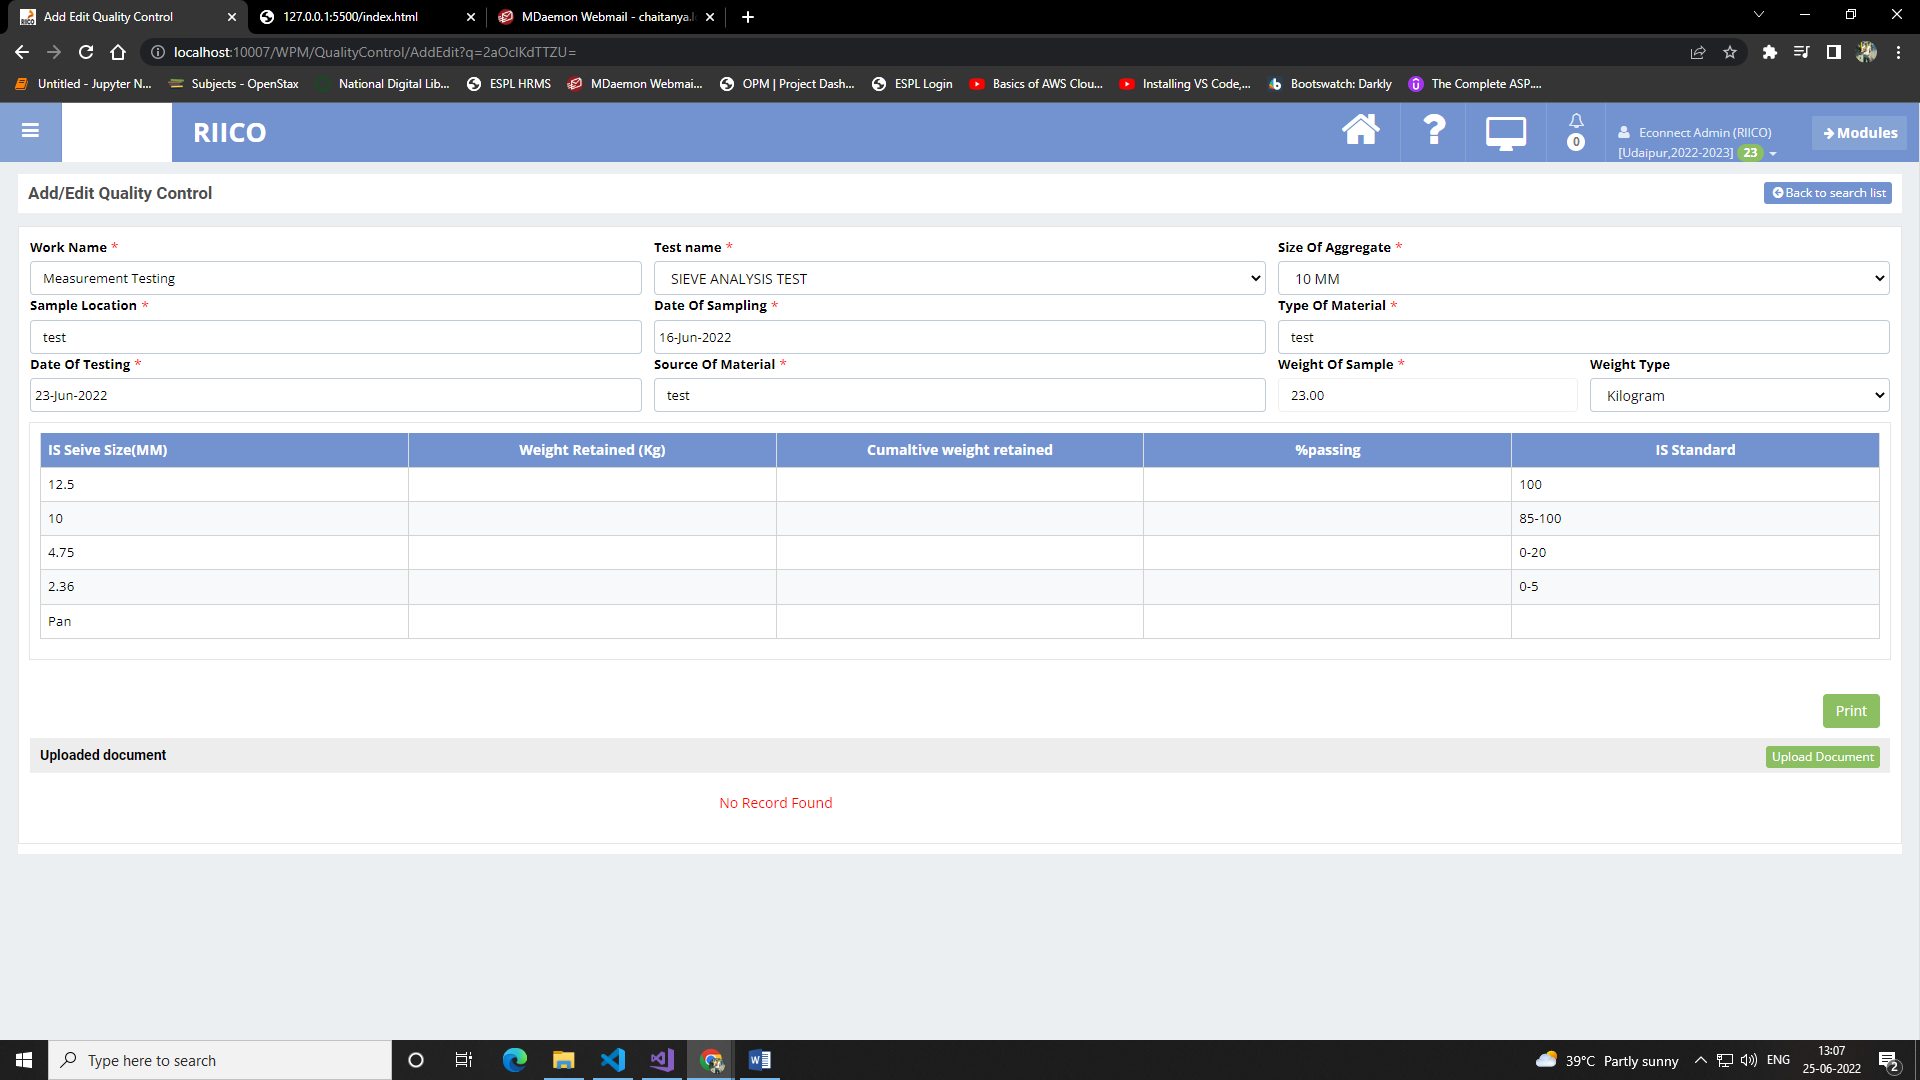 Add Edit Quality Control
127.0.0.1:5500/index.html
MDaemon Webmail - chaitanya.l
localhost:10007/WPM/QualityControl/AddEdit?q=2aOclKdTTZU=
Untitled - Jupyter N...
Subjects - OpenStax
National Digital Lib...
ESPL HRMS
MDaemon Webmai...
OPM | Project Dash...
ESPL Login
Basics of AWS Clou...
Installing VS Code,...
Bootswatch: Darkly
The Complete ASP....
RIICO
0
Econnect Admin (RIICO)
[Udaipur,2022-2023] 23
Modules
Add/Edit Quality Control
Back to search list
Work Name *
Test name *
Size Of Aggregate *
Measurement Testing
SIEVE ANALYSIS TEST
10 MM
Sample Location *
Date Of Sampling *
Type Of Material *
test
16-Jun-2022
test
Date Of Testing *
Source Of Material *
Weight Of Sample *
Weight Type
23-Jun-2022
test
23.00
Kilogram
IS Seive Size(MM)
Weight Retained (Kg)
Cumaltive weight retained
%passing
IS Standard
12.5
100
10
85-100
4.75
0-20
2.36
0-5
Pan
Print
Uploaded document
Upload Document
No Record Found
Type here to search
39°C Partly sunny
ENG
13:07
25-06-2022
2